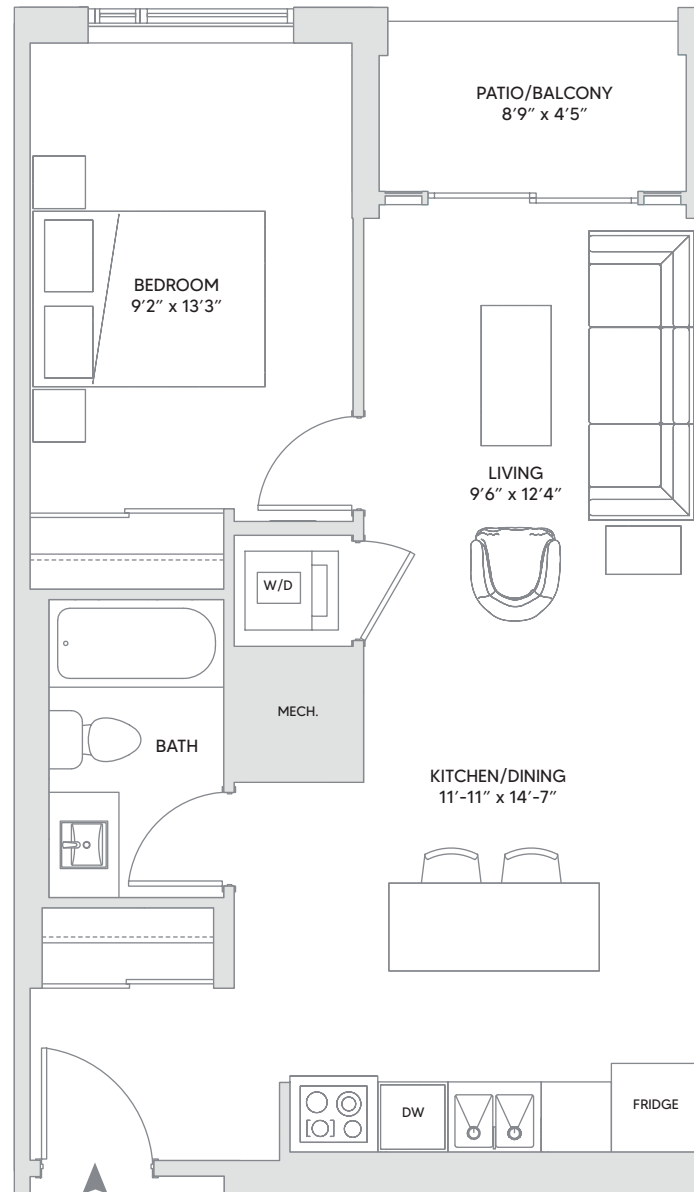 PATIO/BALCONY
8’9” x 4’5”
BEDROOM
9’2” x 13’3”
LIVING
9’6” x 12’4”
W/D
MECH.
BATH
KITCHEN/DINING
11’-11” x 14’-7”
DW
FRIDGE